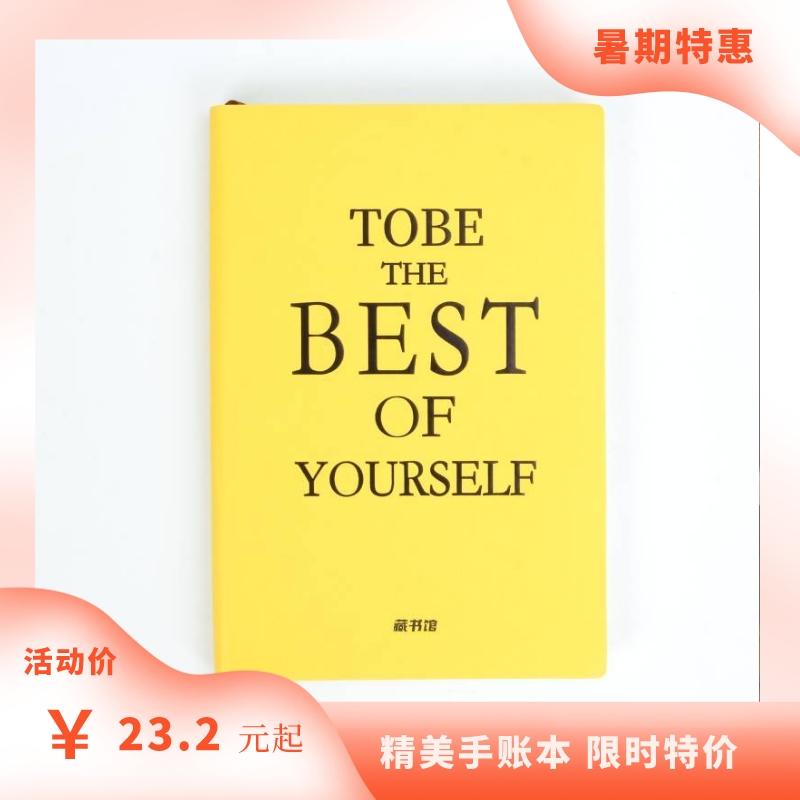 暑期特惠
TOBE
THE
BEST
OF
YOURSELF
藏书馆
活动价
¥ 23.2 元起
精美手账本 限时特价